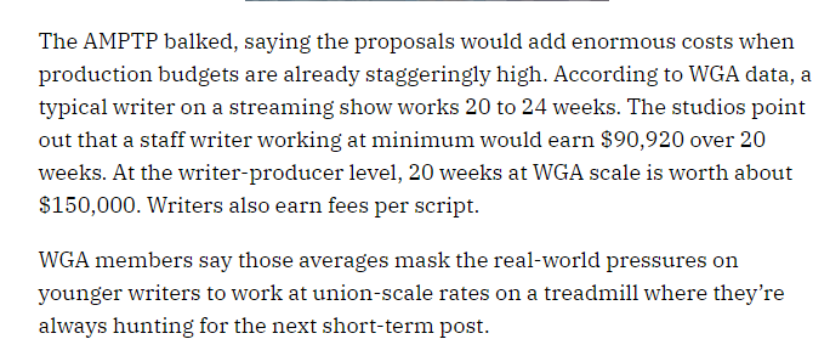 The AMPTP balked, saying the proposals would add enormous costs when
production budgets are already staggeringly high. According to WGA data, a
typical writer on a streaming show works 20 to 24 weeks. The studios point
out that a staff writer working at minimum would earn $90,920 over 20
weeks. At the writer-producer level, 20 weeks at WGA scale is worth about
$150,000. Writers also earn fees per script.
WGA members say those averages mask the real-world pressures on
younger writers to work at union-scale rates on a treadmill where they’re
always hunting for the next short-term post.